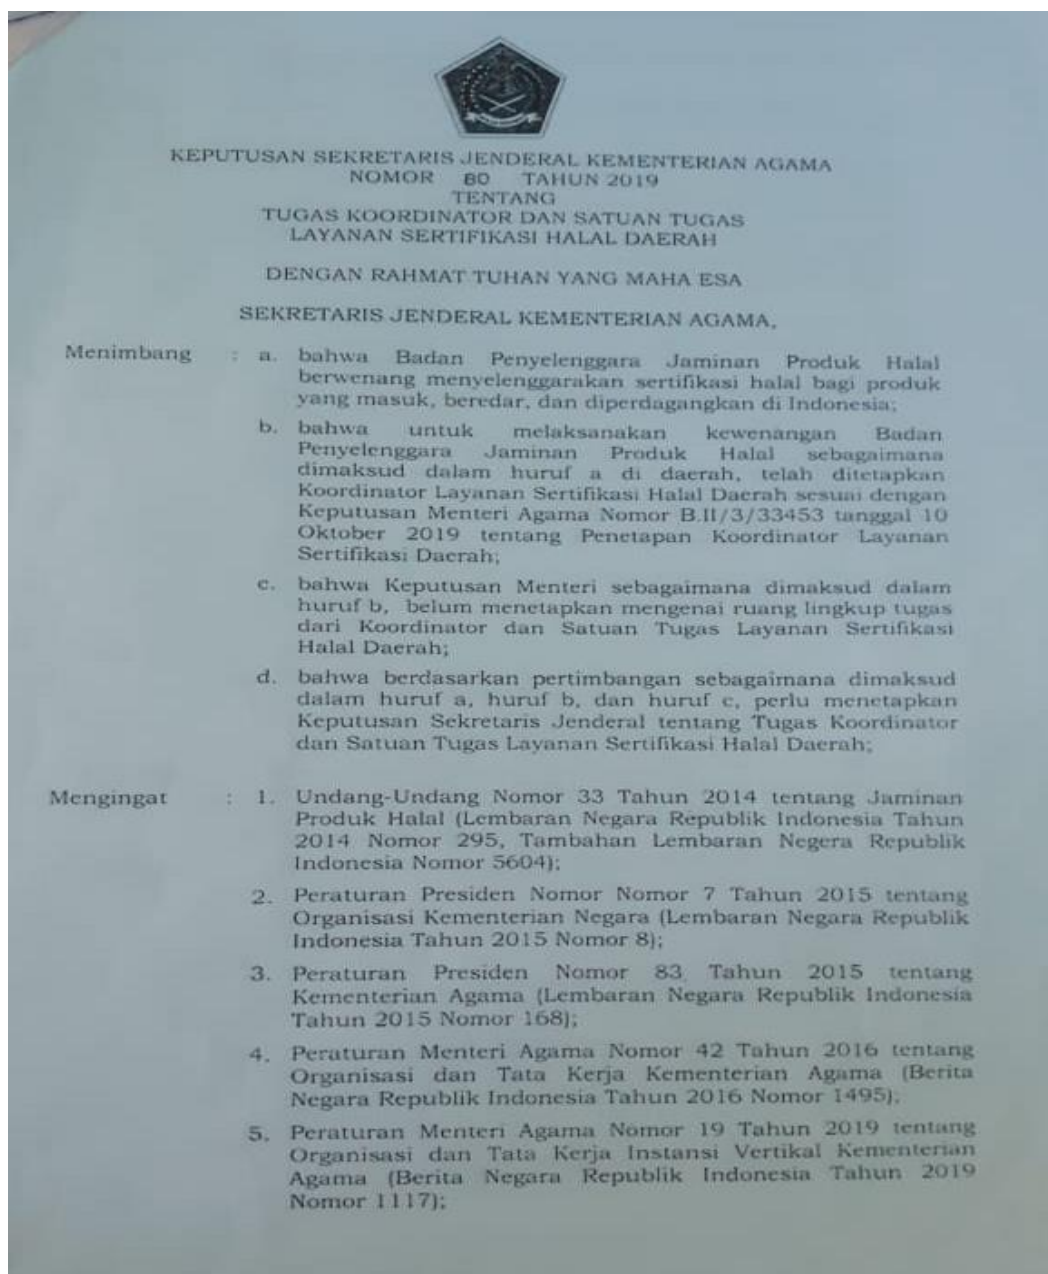 KEPUTUSAN SEKRETARIS JENDERAL KEMENTERIAN AGAMA
NOMOR 80 TAHUN 2019
TENTANG
TUGAS KOORDINATOR DAN SATUAN TUGAS
LAYANAN SERTIFIKASI HALAL DAERAH
DENGAN RAHMAT TUHAN YANG MAHA ESA
SEKRETARIS JENDERAL KEMENTERIAN AGAMA,
Menimbang : a. bahwa Badan Penyelenggara Jaminan Produk Halal
berwenang menyelenggarakan sertifikasi halal bagi produk
yang masuk, beredar, dan diperdagangkan di Indonesia;
b. bahwa untuk melaksanakan kewenangan Badan
Penyelenggara Jaminan Produk Halal sebagaimana
dimaksud dalam huruf a di daerah, telah ditetapkan
Koordinator Layanan Sertifikasi Halal Daerah sesuai dengan
Keputusan Menteri Agama Nomor B.II/3/33453 tanggal 10
Oktober 2019 tentang Penetapan Koordinator Layanan
Sertifikasi Daerah;
c. bahwa Keputusan Menteri sebagaimana dimaksud dalam
huruf b, belum menetapkan mengenai ruang lingkup tugas
dari Koordinator dan Satuan Tugas Layanan Sertifikasi
Halal Daerah;
d. bahwa berdasarkan pertimbangan sebagaimana dimaksud
dalam huruf a, huruf b, dan huruf c, perlu menetapkan
Keputusan Sekretaris Jenderal tentang Tugas Koordinator
dan Satuan Tugas Layanan Sertifikasi Halal Daerah;
Mengingat : 1. Undang-Undang Nomor 33 Tahun 2014 tentang Jaminan
Produk Halal (Lembaran Negara Republik Indonesia Tahun
2014 Nomor 295, Tambahan Lembaran Negera Republik
Indonesia Nomor 5604);
2. Peraturan Presiden Nomor Nomor 7 Tahun 2015 tentang
Organisasi Kementerian Negara (Lembaran Negara Republik
Indonesia Tahun 2015 Nomor 8);
3. Peraturan Presiden Nomor 83 Tahun 2015 tentang
Kementerian Agama (Lembaran Negara Republik Indonesia
Tahun 2015 Nomor 168);
4. Peraturan Menteri Agama Nomor 42 Tahun 2016 tentang
Organisasi dan Tata Kerja Kementerian Agama (Berita
Negara Republik Indonesia Tahun 2016 Nomor 1495);
5. Peraturan Menteri Agama Nomor 19 Tahun 2019 tentang
Organisasi dan Tata Kerja Instansi Vertikal Kementerian
Agama (Berita Negara Republik Indonesia Tahun 2019
Nomor 1117);